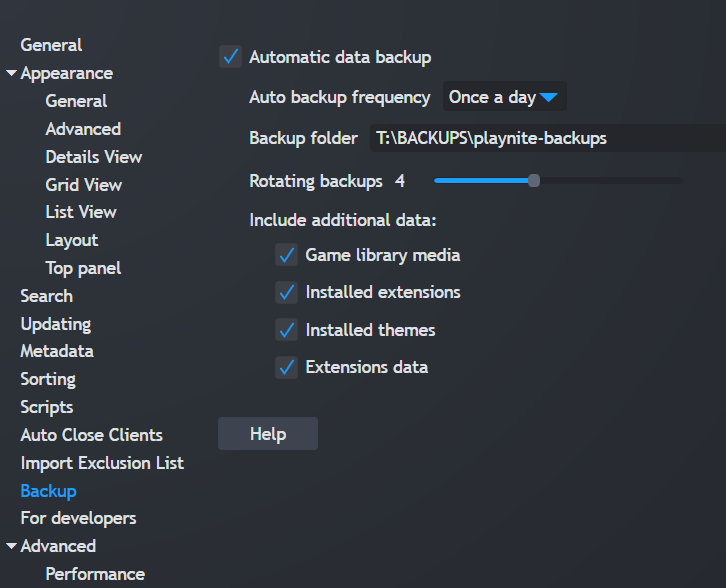 General
Appearance
General
Advanced
Details View
Grid View
List View
Layout
Top panel
Search
Updating
Metadata
Sorting
Scripts
Auto Close Clients
Import Exclusion List
Backup
For developers
Advanced
Performance
Automatic data backup
Auto backup frequency Once a day
Backup folder T:\BACKUPS\playnite-backups
Rotating backups 4
Include additional data:
Game library media
Installed extensions
Installed themes
Extensions data
Help